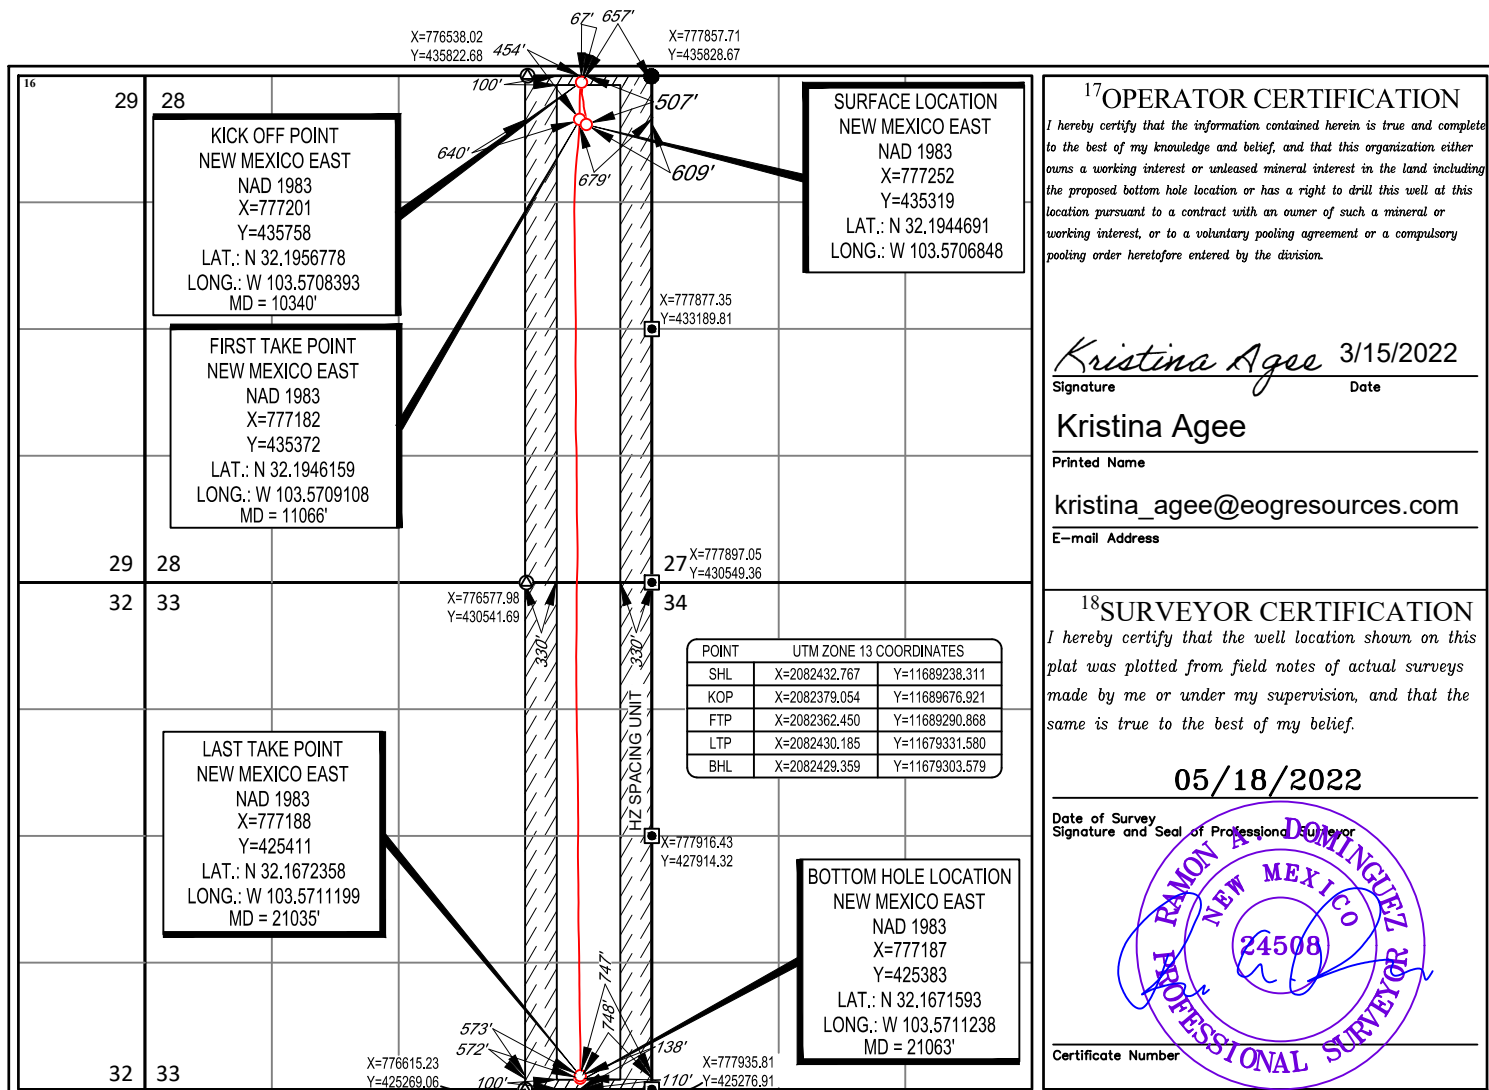 X=776538.02
Y=435822.68
454'
67'
657'
X=777857.71
Y=435828.67
16
29
28
100'
507'
640'
679'
609'
KICK OFF POINT
NEW MEXICO EAST
NAD 1983
X=777201
Y=435758
LAT.: N 32.1956778
LONG.: W 103.5708393
MD = 10340'
SURFACE LOCATION
NEW MEXICO EAST
NAD 1983
X=777252
Y=435319
LAT.: N 32.1944691
LONG.: W 103.5706848
FIRST TAKE POINT
NEW MEXICO EAST
NAD 1983
X=777182
Y=435372
LAT.: N 32.1946159
LONG.: W 103.5709108
MD = 11066'
X=777877.35
Y=433189.81
29
28
27
X=777897.05
Y=430549.36
32
33
34
X=776577.98
Y=430541.69
330'
330'
HZ SPACING UNIT
POINT UTM ZONE 13 COORDINATES
SHL X=2082432.767 Y=11689238.311
KOP X=2082379.054 Y=11689676.921
FTP X=2082362.450 Y=11689290.868
LTP X=2082430.185 Y=11679331.580
BHL X=2082429.359 Y=11679303.579
LAST TAKE POINT
NEW MEXICO EAST
NAD 1983
X=777188
Y=425411
LAT.: N 32.1672358
LONG.: W 103.5711199
MD = 21035'
X=777916.43
Y=427914.32
BOTTOM HOLE LOCATION
NEW MEXICO EAST
NAD 1983
X=777187
Y=425383
LAT.: N 32.1671593
LONG.: W 103.5711238
MD = 21063'
747'
748'
573'
572'
138'
110'
100'
X=776615.23
Y=425269.06
X=777935.81
Y=425276.91
32
33
17 OPERATOR CERTIFICATION
I hereby certify that the information contained herein is true and complete
to the best of my knowledge and belief, and that this organization either
owns a working interest or unleased mineral interest in the land including
the proposed bottom hole location or has a right to drill this well at this
location pursuant to a contract with an owner of such a mineral or
working interest, or to a voluntary pooling agreement or a compulsory
pooling order heretofore entered by the division.
Kristina Agee 3/15/2022
Signature Date
Kristina Agee
Printed Name
kristina_agee@eogresources.com
E-mail Address
18 SURVEYOR CERTIFICATION
I hereby certify that the well location shown on this
plat was plotted from field notes of actual surveys
made by me or under my supervision, and that the
same is true to the best of my belief.
05/18/2022
Date of Survey
Signature and Seal of Professional Surveyor
RAMON A. DOMINGUEZ
NEW MEXICO
24508
PROFESSIONAL SURVEYOR
Certificate Number